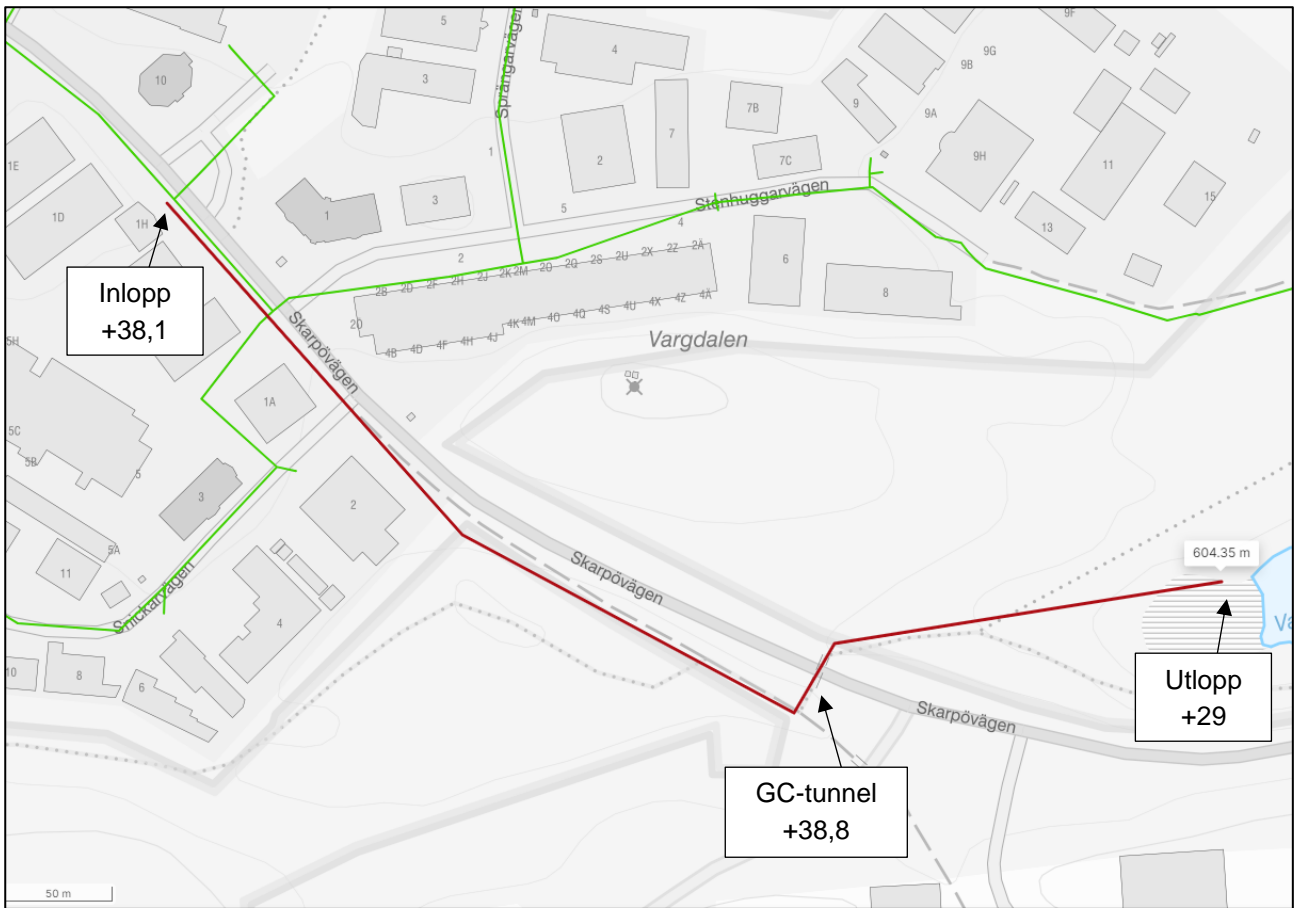 5
9F
4
9G
Sprängarvägen
10
3
9B
9
7B
9A
7
1
2
7C
9H
11
1E
15
Stenhuggarvägen
3
1D
1
5
1H
4
13
2
6
2B 2D 2F 2H 2J 2K 2M 2O 2Q 2S 2U 2X 2Z 2Å
8
Inlopp
+38,1
2O
4B 4D 4F 4H 4J 4K 4M 4O 4Q 4S 4U 4X 4Z 4Å
Skarpövägen
Vargdalen
5H
1A
5C
5B
5
3
2
5A
11
Snickarvägen
Skarpövägen
604.35 m
Va
4
10
8
6
Utlopp
+29
Skarpövägen
GC-tunnel
+38,8
50 m